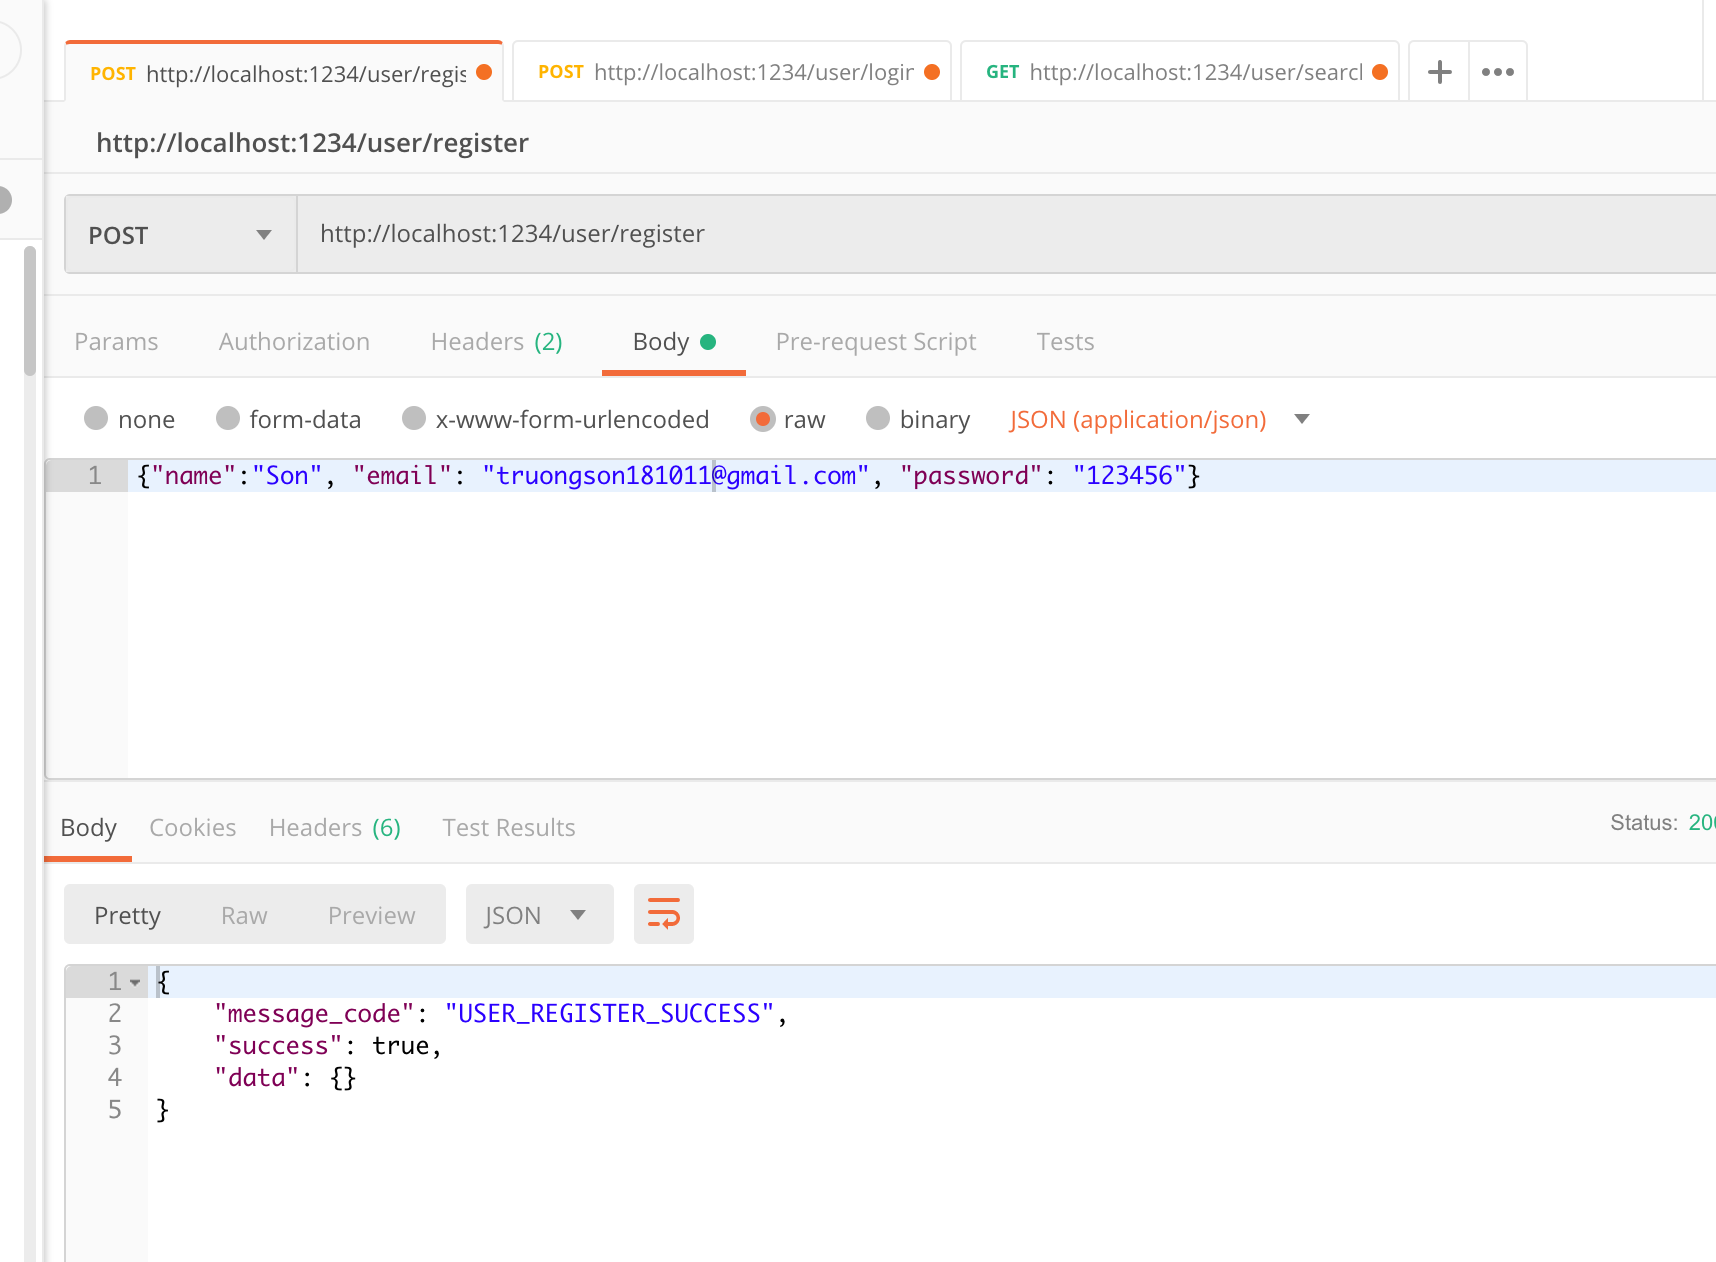 POST http://localhost:1234/user/regis POST http://localhost:1234/user/login GET http://localhost:1234/user/search
http://localhost:1234/user/register
POST http://localhost:1234/user/register
Params Authorization Headers (2) Body Pre-request Script Tests
none form-data x-www-form-urlencoded raw binary JSON (application/json)
1 {"name":"Son", "email": "truongson181011@gmail.com", "password": "123456"}
Body Cookies Headers (6) Test Results Status: 200
Pretty Raw Preview JSON
1 {
2 "message_code": "USER_REGISTER_SUCCESS",
3 "success": true,
4 "data": {}
5 }